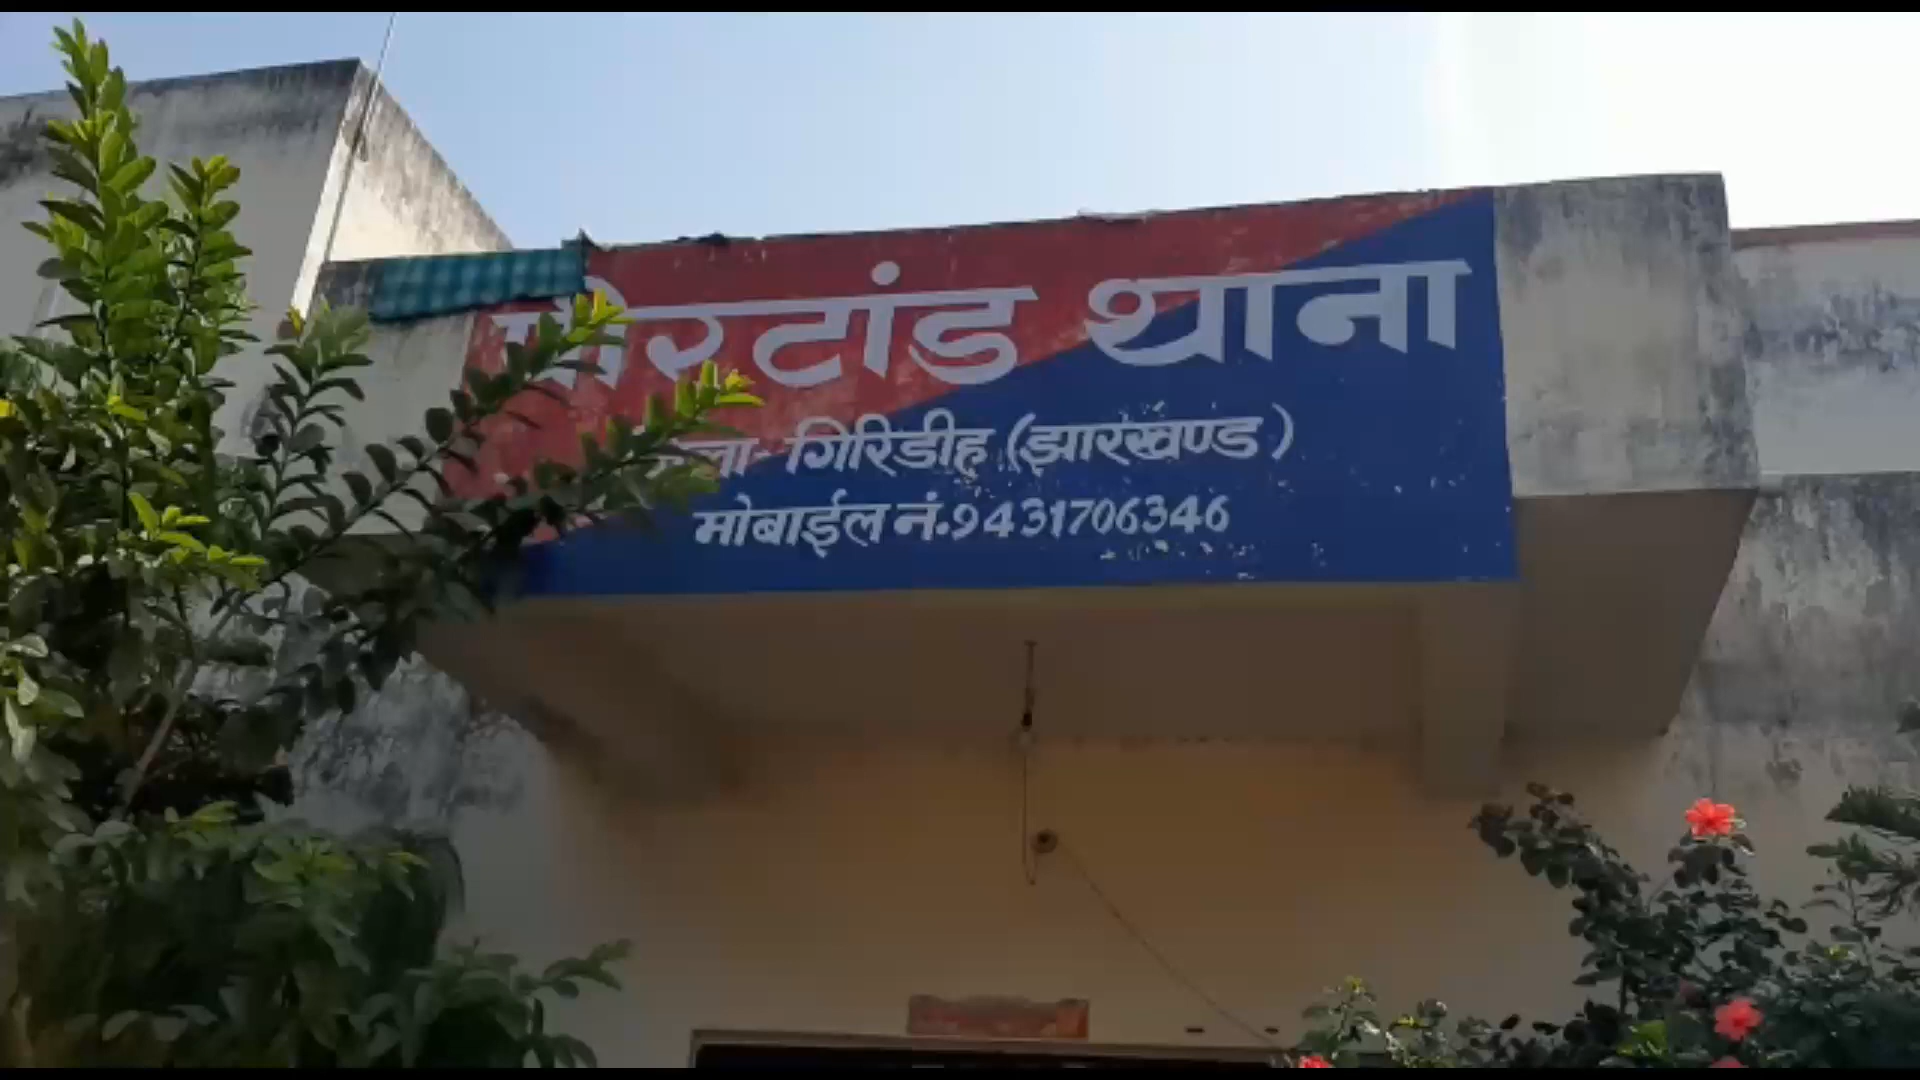 पीरटांड थाना
गिरिडीह (झारखण्ड)
मोबाईल नं.9431706346